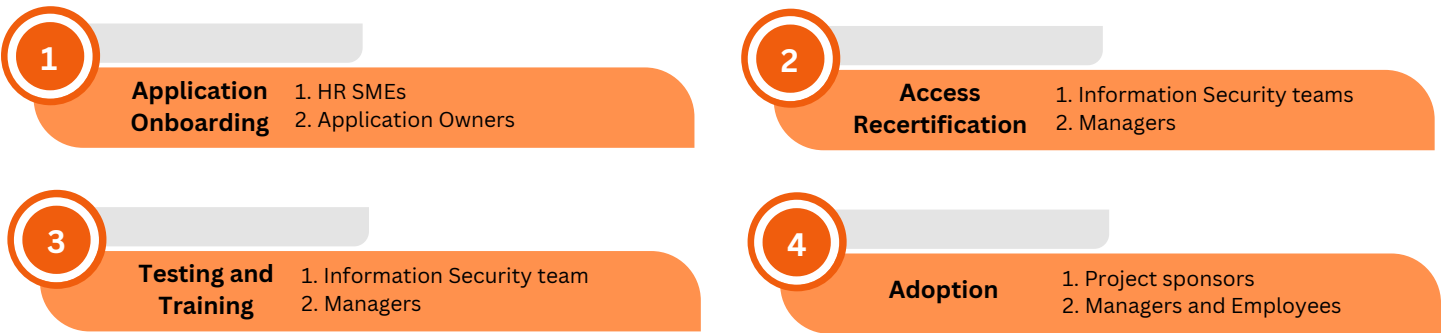 1
Application
Onboarding
1. HR SMEs
2. Application Owners
2
Access
Recertification
1. Information Security teams
2. Managers
3
Testing and
Training
1. Information Security team
2. Managers
4
Adoption
1. Project sponsors
2. Managers and Employees